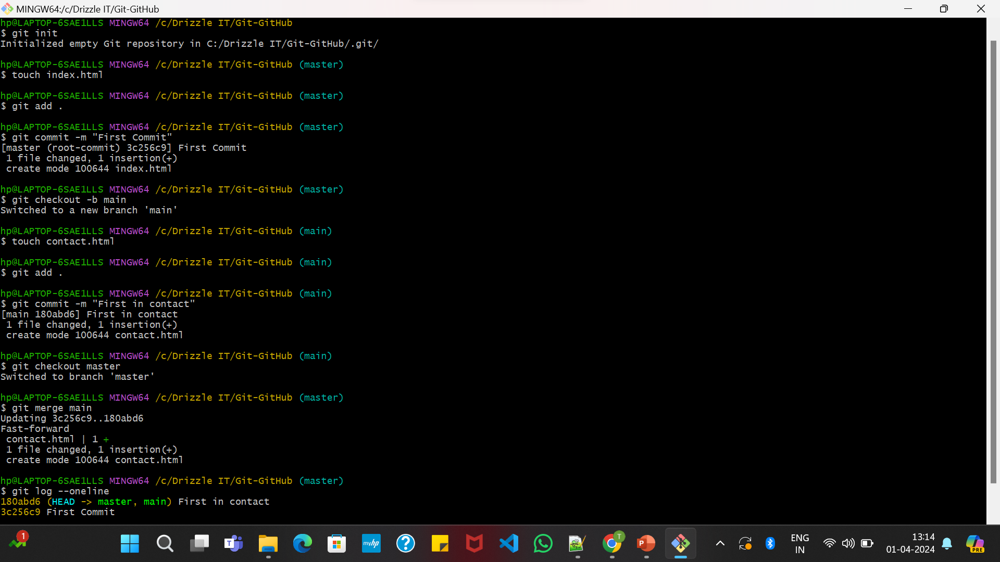 MINGW64:/c/Drizzle IT/Git-GitHub
hp@LAPTOP-6SAE1LLS MINGW64 /c/Drizzle IT/Git-GitHub
$ git init
Initialized empty Git repository in C:/Drizzle IT/Git-GitHub/.git/
hp@LAPTOP-6SAE1LLS MINGW64 /c/Drizzle IT/Git-GitHub (master)
$ touch index.html
hp@LAPTOP-6SAE1LLS MINGW64 /c/Drizzle IT/Git-GitHub (master)
$ git add .
hp@LAPTOP-6SAE1LLS MINGW64 /c/Drizzle IT/Git-GitHub (master)
$ git commit -m "First Commit"
[master (root-commit) 3c256c9] First Commit
1 file changed, 1 insertion(+)
create mode 100644 index.html
hp@LAPTOP-6SAE1LLS MINGW64 /c/Drizzle IT/Git-GitHub (master)
$ git checkout -b main
Switched to a new branch 'main'
hp@LAPTOP-6SAE1LLS MINGW64 /c/Drizzle IT/Git-GitHub (main)
$ touch contact.html
hp@LAPTOP-6SAE1LLS MINGW64 /c/Drizzle IT/Git-GitHub (main)
$ git add .
hp@LAPTOP-6SAE1LLS MINGW64 /c/Drizzle IT/Git-GitHub (main)
$ git commit -m "First in contact"
[main 180abd6] First in contact
1 file changed, 1 insertion(+)
create mode 100644 contact.html
hp@LAPTOP-6SAE1LLS MINGW64 /c/Drizzle IT/Git-GitHub (main)
$ git checkout master
Switched to branch 'master'
hp@LAPTOP-6SAE1LLS MINGW64 /c/Drizzle IT/Git-GitHub (master)
$ git merge main
Updating 3c256c9..180abd6
Fast-forward
contact.html | 1 +
1 file changed, 1 insertion(+)
create mode 100644 contact.html
hp@LAPTOP-6SAE1LLS MINGW64 /c/Drizzle IT/Git-GitHub (master)
$ git log --oneline
180abd6 (HEAD -> master, main) First in contact
3c256c9 First Commit
1
T
myhp
?
T
P
ENG
IN
13:14
01-04-2024
PRE